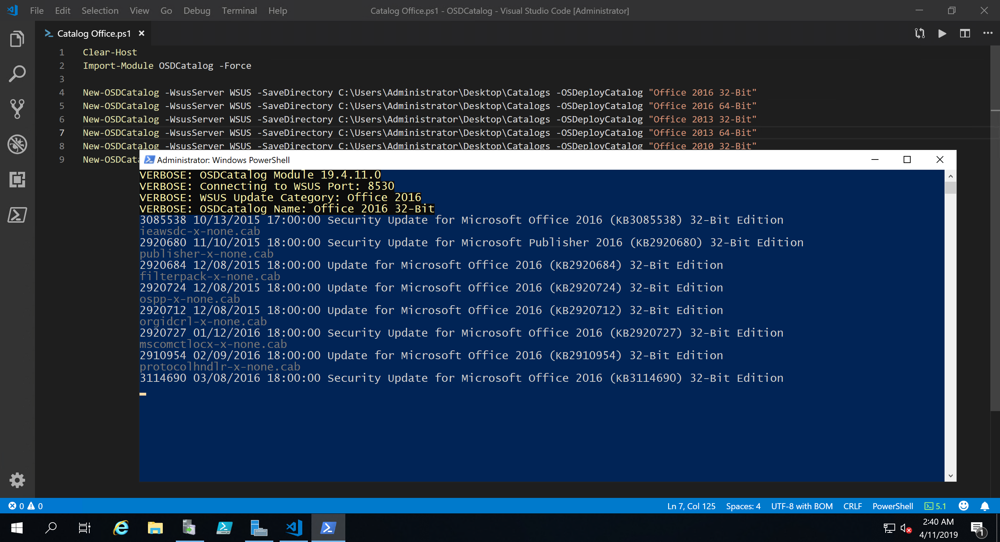 File Edit Selection View Go Debug Terminal Help
Catalog Office.ps1 - OSDCatalog - Visual Studio Code [Administrator]
Catalog Office.ps1
1 Clear-Host
2 Import-Module OSDCatalog -Force
3
4 New-OSDCatalog -WsusServer WSUS -SaveDirectory C:\Users\Administrator\Desktop\Catalogs -OSDeployCatalog "Office 2016 32-Bit"
5 New-OSDCatalog -WsusServer WSUS -SaveDirectory C:\Users\Administrator\Desktop\Catalogs -OSDeployCatalog "Office 2016 64-Bit"
6 New-OSDCatalog -WsusServer WSUS -SaveDirectory C:\Users\Administrator\Desktop\Catalogs -OSDeployCatalog "Office 2013 32-Bit"
7 New-OSDCatalog -WsusServer WSUS -SaveDirectory C:\Users\Administrator\Desktop\Catalogs -OSDeployCatalog "Office 2013 64-Bit"
8 New-OSDCatalog -WsusServer WSUS -SaveDirectory C:\Users\Administrator\Desktop\Catalogs -OSDeployCatalog "Office 2010 32-Bit"
9 New-OSDCata
Administrator: Windows PowerShell
VERBOSE: OSDCatalog Module 19.4.11.0
VERBOSE: Connecting to WSUS Port: 8530
VERBOSE: WSUS Update Category: Office 2016
VERBOSE: OSDCatalog Name: Office 2016 32-Bit
3085538 10/13/2015 17:00:00 Security Update for Microsoft Office 2016 (KB3085538) 32-Bit Edition
ieawsdc-x-none.cab
2920680 11/10/2015 18:00:00 Security Update for Microsoft Publisher 2016 (KB2920680) 32-Bit Edition
publisher-x-none.cab
2920684 12/08/2015 18:00:00 Update for Microsoft Office 2016 (KB2920684) 32-Bit Edition
filterpack-x-none.cab
2920724 12/08/2015 18:00:00 Update for Microsoft Office 2016 (KB2920724) 32-Bit Edition
ospp-x-none.cab
2920712 12/08/2015 18:00:00 Update for Microsoft Office 2016 (KB2920712) 32-Bit Edition
orgidcrl-x-none.cab
2920727 01/12/2016 18:00:00 Security Update for Microsoft Office 2016 (KB2920727) 32-Bit Edition
mscomctlocx-x-none.cab
2910954 02/09/2016 18:00:00 Update for Microsoft Office 2016 (KB2910954) 32-Bit Edition
protocolhndlr-x-none.cab
3114690 03/08/2016 18:00:00 Security Update for Microsoft Office 2016 (KB3114690) 32-Bit Edition
0 0 Ln 7, Col 125 Spaces: 4 UTF-8 with BOM CRLF PowerShell 5.1
2:40 AM
4/11/2019
1